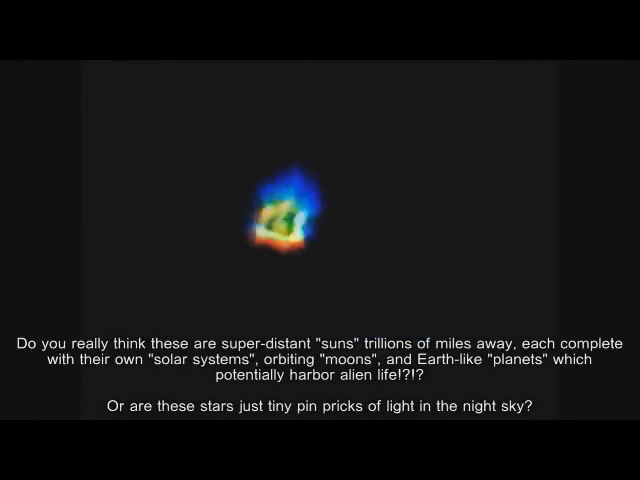 Do you really think these are super-distant "suns" trillions of miles away, each complete
with their own "solar systems", orbiting "moons", and Earth-like "planets" which
potentially harbor alien life!?!?
Or are these stars just tiny pin pricks of light in the night sky?